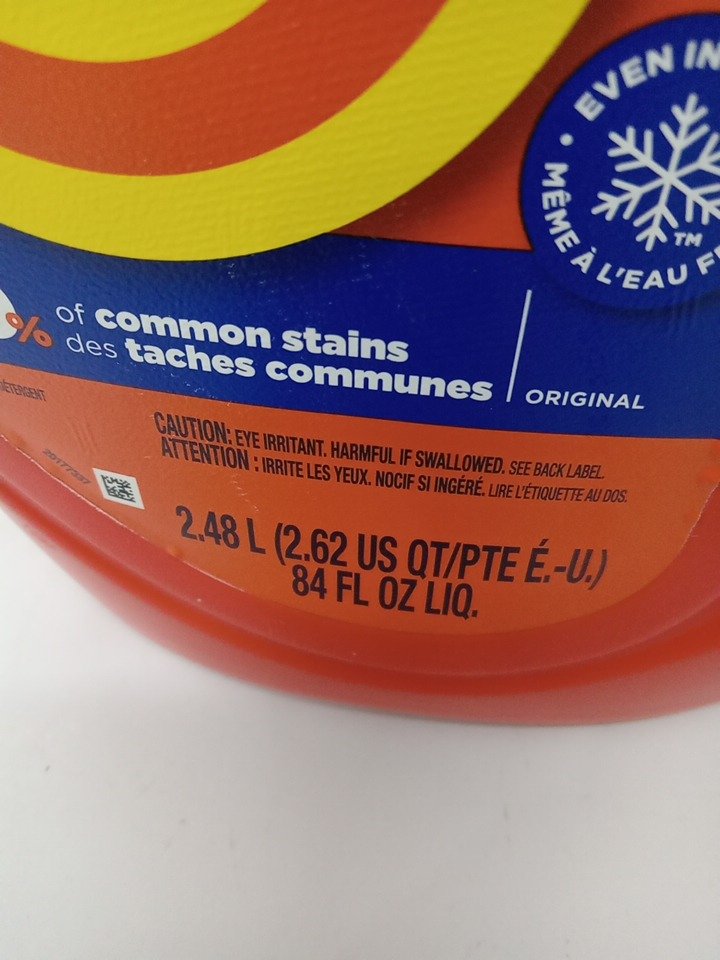 EVEN IN
MÊME À L'EAU
TM
% of common stains
des taches communes
ORIGINAL
DÉTERGENT
CAUTION: EYE IRRITANT. HARMFUL IF SWALLOWED. SEE BACK LABEL.
ATTENTION : IRRITE LES YEUX. NOCIF SI INGÉRÉ. LIRE L'ÉTIQUETTE AU DOS.
2.48 L (2.62 US QT/PTE É.-U.)
84 FL OZ LIQ.